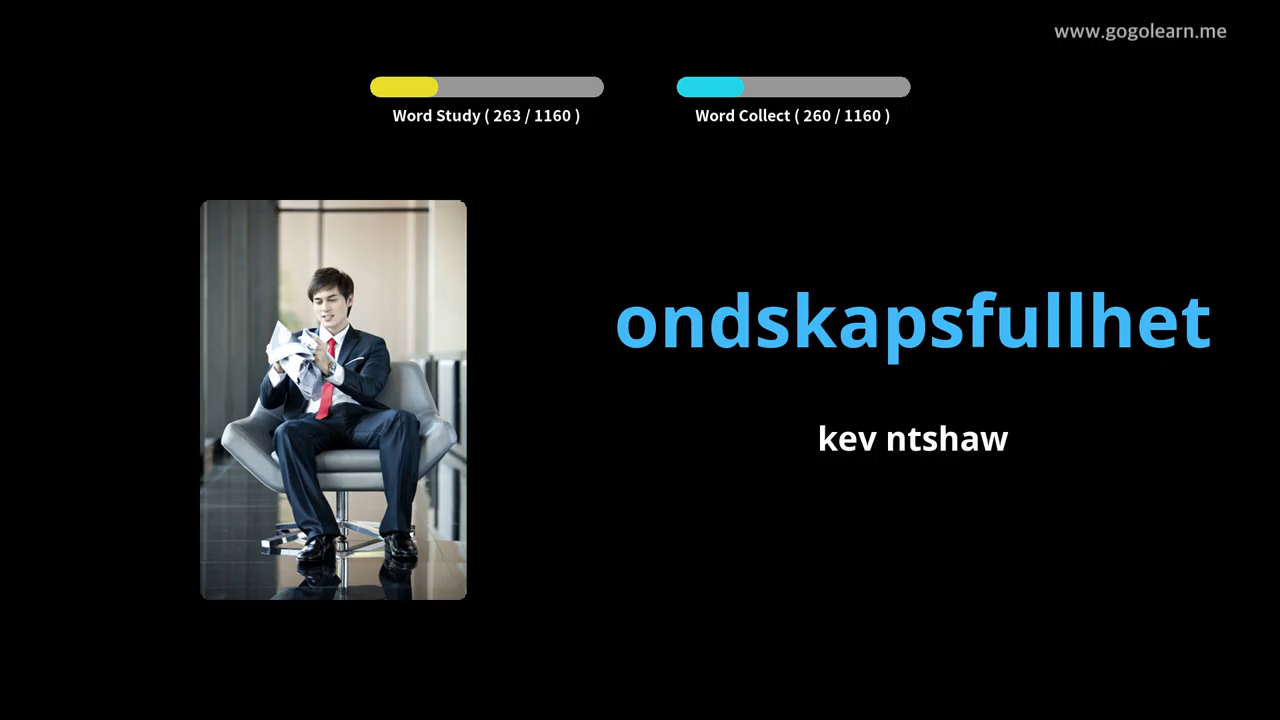 www.gogolearn.me
Word Study ( 263 / 1160 )
Word Collect ( 260 / 1160 )
ondskapsfullhet
kev ntshaw